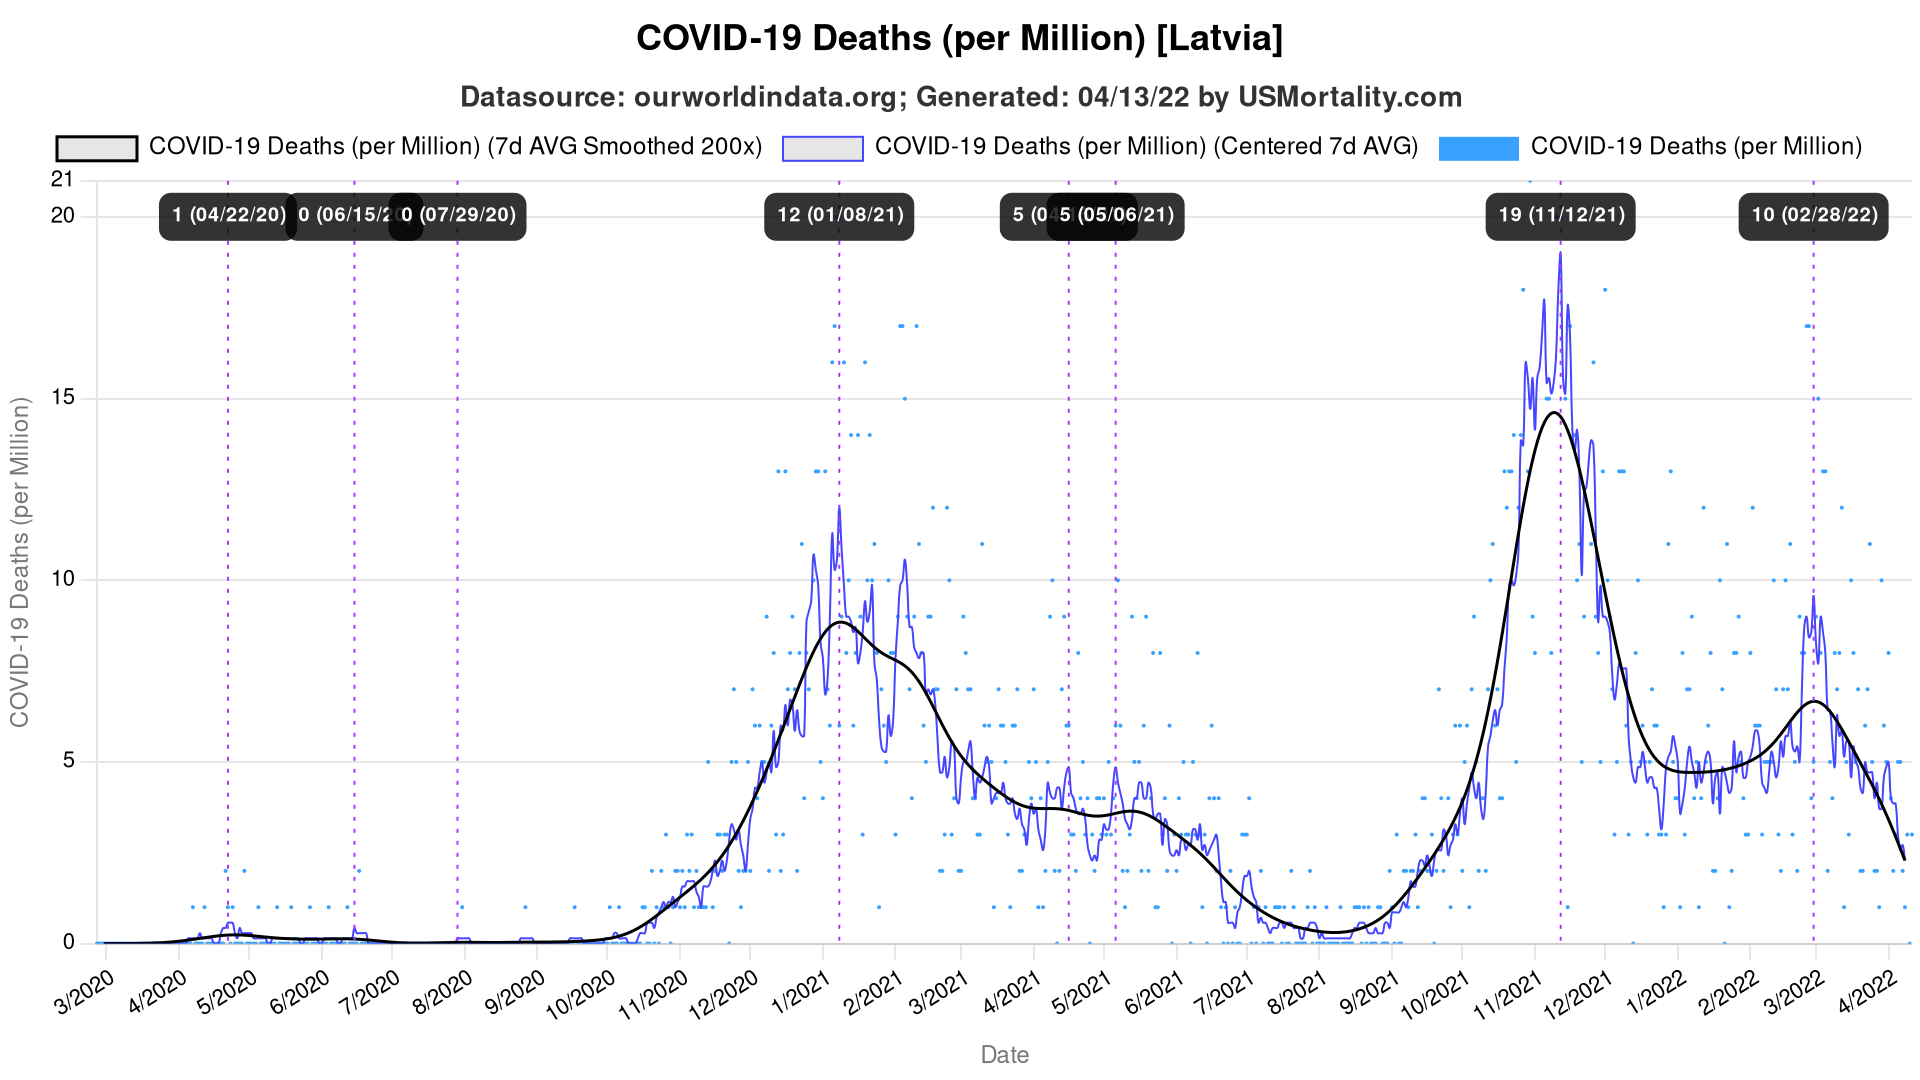 COVID-19 Deaths (per Million) [Latvia]
Datasource: ourworldindata.org; Generated: 04/13/22 by USMortality.com
COVID-19 Deaths (per Million) (7d AVG Smoothed 200x) COVID-19 Deaths (per Million) (Centered 7d AVG) COVID-19 Deaths (per Million)
21
20
15
10
5
0
COVID-19 Deaths (per Million)
1 (04/22/20) 0 (06/15/20 0 (07/29/20) 12 (01/08/21) 5 (04 5 (05/06/21) 19 (11/12/21) 10 (02/28/22)
3/2020 4/2020 5/2020 6/2020 7/2020 8/2020 9/2020 10/2020 11/2020 12/2020 1/2021 2/2021 3/2021 4/2021 5/2021 6/2021 7/2021 8/2021 9/2021 10/2021 11/2021 12/2021 1/2022 2/2022 3/2022 4/2022
Date